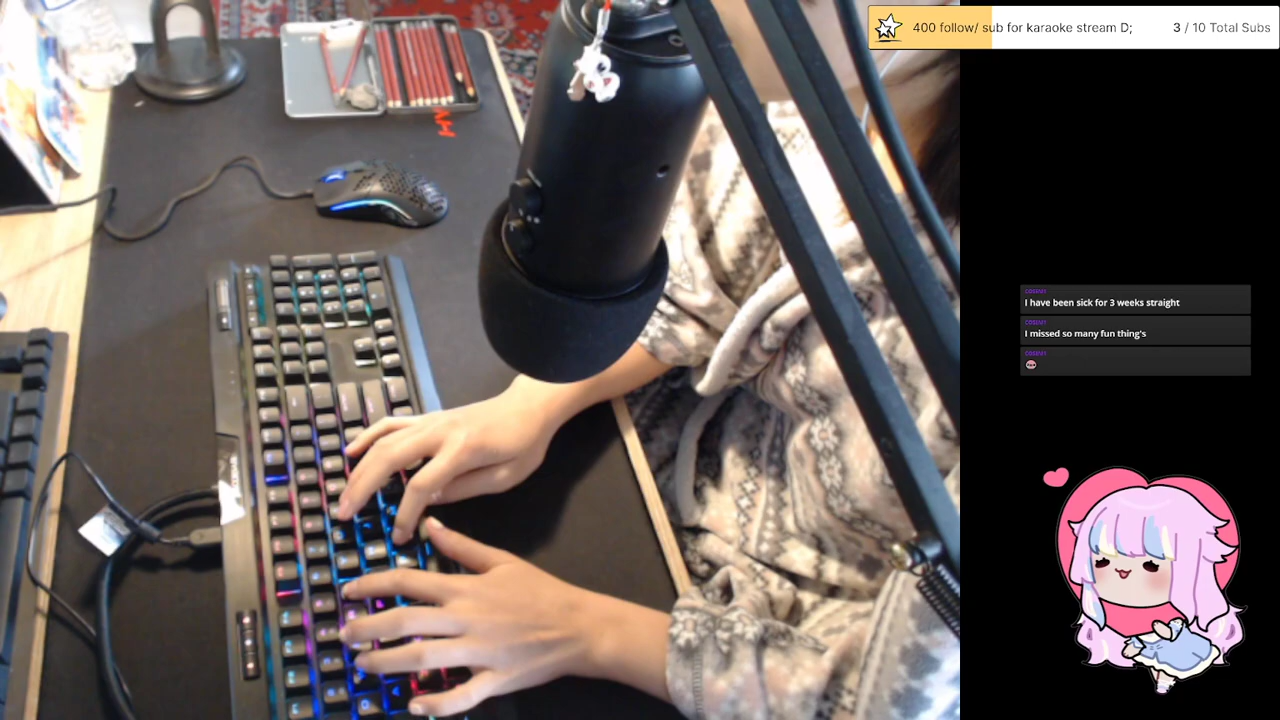 400 follow/ sub for karaoke stream D;
3 / 10 Total Subs
I have been sick for 3 weeks straight
I missed so many fun thing's